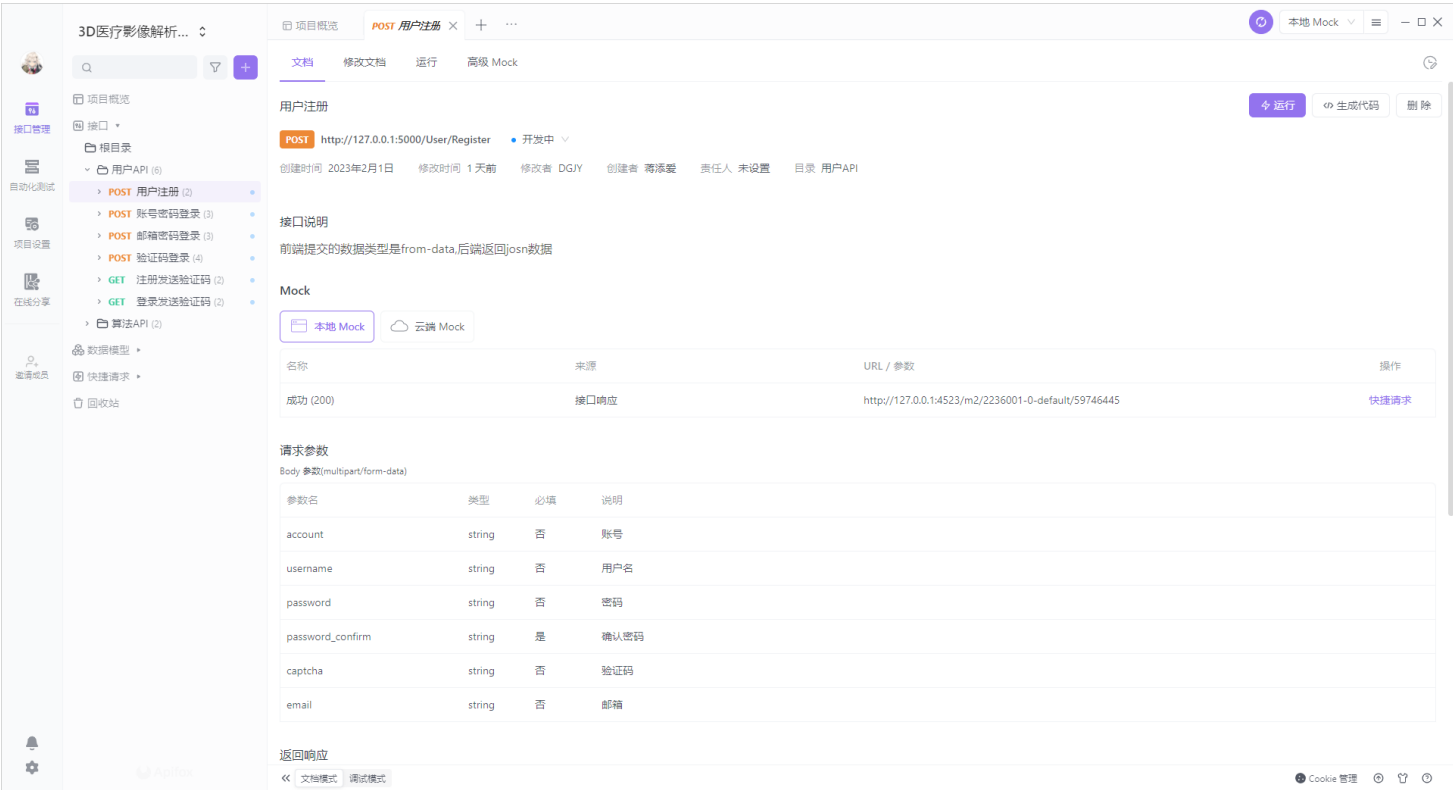 3D医疗影像解析...
项目概览
POST 用户注册
本地 Mock
文档
修改文档
运行
高级 Mock
项目概览
接口
根目录
用户API (6)
POST 用户注册 (2)
POST 账号密码登录 (3)
POST 邮箱密码登录 (3)
POST 验证码登录 (4)
GET 注册发送验证码 (2)
GET 登录发送验证码 (2)
算法API (2)
数据模型
快捷请求
回收站
接口管理
自动化测试
项目设置
在线分享
邀请成员
Apifox
用户注册
运行
生成代码
删 除
POST http://127.0.0.1:5000/User/Register 开发中
创建时间 2023年2月1日 修改时间 1 天前 修改者 DGJY 创建者 蒋添爱 责任人 未设置 目录 用户API
接口说明
前端提交的数据类型是from-data,后端返回josn数据
Mock
本地 Mock 云端 Mock
名称 来源 URL / 参数 操作
成功 (200) 接口响应 http://127.0.0.1:4523/m2/2236001-0-default/59746445 快捷请求
请求参数
Body 参数(multipart/form-data)
参数名 类型 必填 说明
account string 否 账号
username string 否 用户名
password string 否 密码
password_confirm string 是 确认密码
captcha string 否 验证码
email string 否 邮箱
返回响应
文档模式 调试模式
Cookie 管理